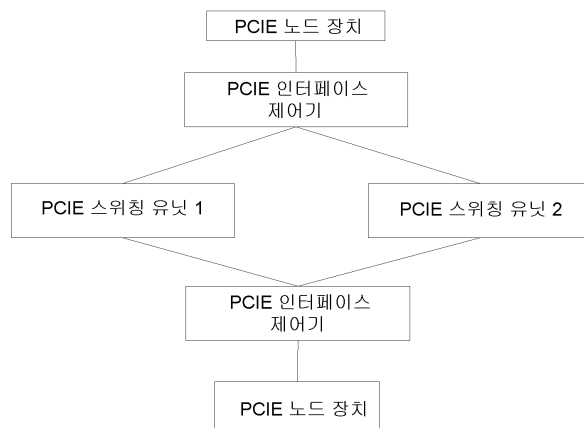 PCIE 노드 장치
PCIE 인터페이스
제어기
PCIE 스위칭 유닛 1
PCIE 스위칭 유닛 2
PCIE 인터페이스
제어기
PCIE 노드 장치